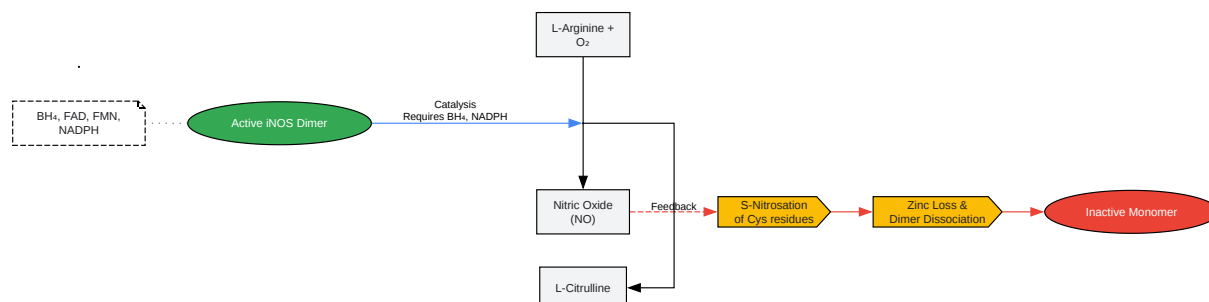 L-Arginine +
O₂
BH₄, FAD, FMN,
NADPH
Active iNOS Dimer
Catalysis
Requires BH₄, NADPH
Nitric Oxide
(NO)
Feedback
S-Nitrosation
of Cys residues
Zinc Loss &
Dimer Dissociation
Inactive Monomer
L-Citrulline